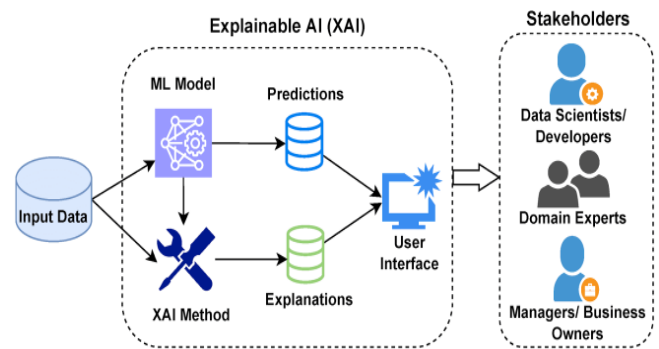 Explainable AI (XAI)
Stakeholders
ML Model
Predictions
Input Data
XAI Method
Explanations
User
Interface
Data Scientists/
Developers
Domain Experts
Managers/ Business
Owners